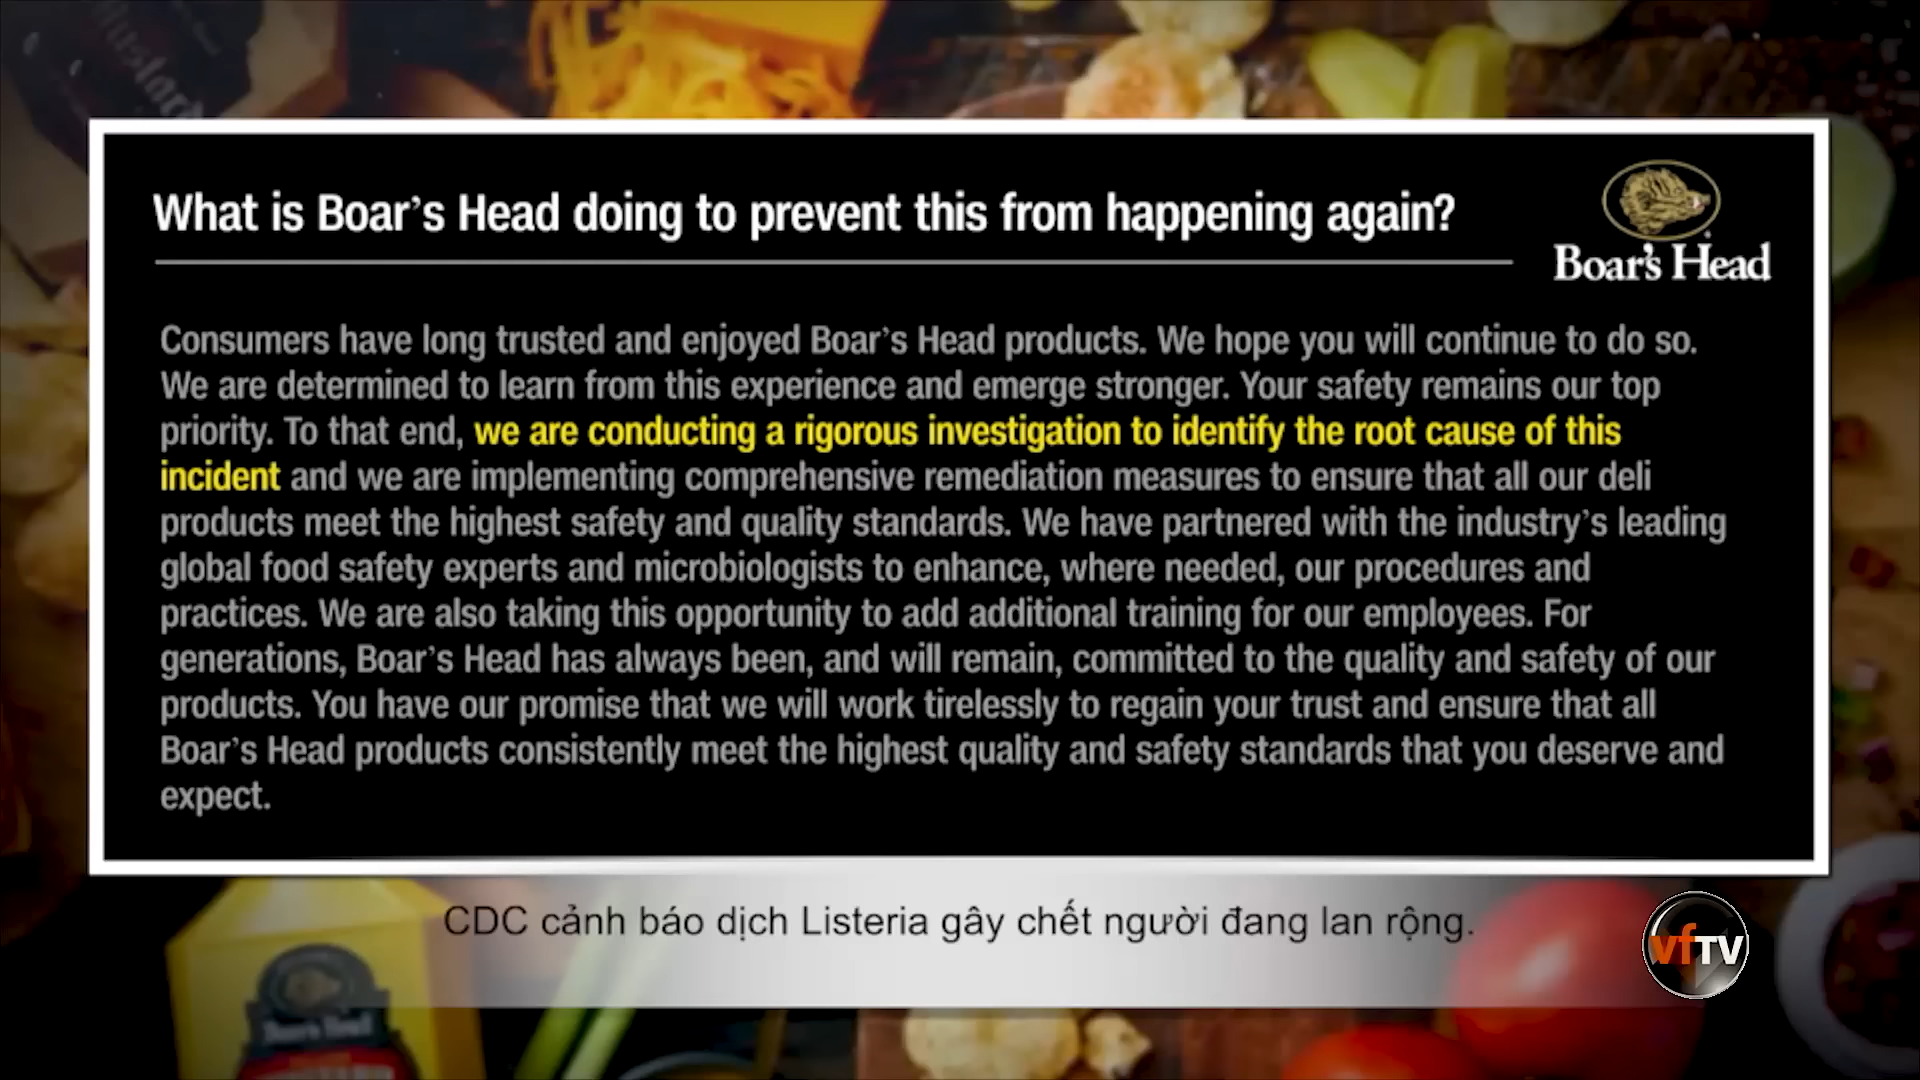 Mustard
What is Boar’s Head doing to prevent this from happening again?
Boar's Head
Consumers have long trusted and enjoyed Boar’s Head products. We hope you will continue to do so.
We are determined to learn from this experience and emerge stronger. Your safety remains our top
priority. To that end, we are conducting a rigorous investigation to identify the root cause of this
incident and we are implementing comprehensive remediation measures to ensure that all our deli
products meet the highest safety and quality standards. We have partnered with the industry’s leading
global food safety experts and microbiologists to enhance, where needed, our procedures and
practices. We are also taking this opportunity to add additional training for our employees. For
generations, Boar’s Head has always been, and will remain, committed to the quality and safety of our
products. You have our promise that we will work tirelessly to regain your trust and ensure that all
Boar’s Head products consistently meet the highest quality and safety standards that you deserve and
expect.
CDC cảnh báo dịch Listeria gây chết người đang lan rộng.
vfTV
Boar's Head